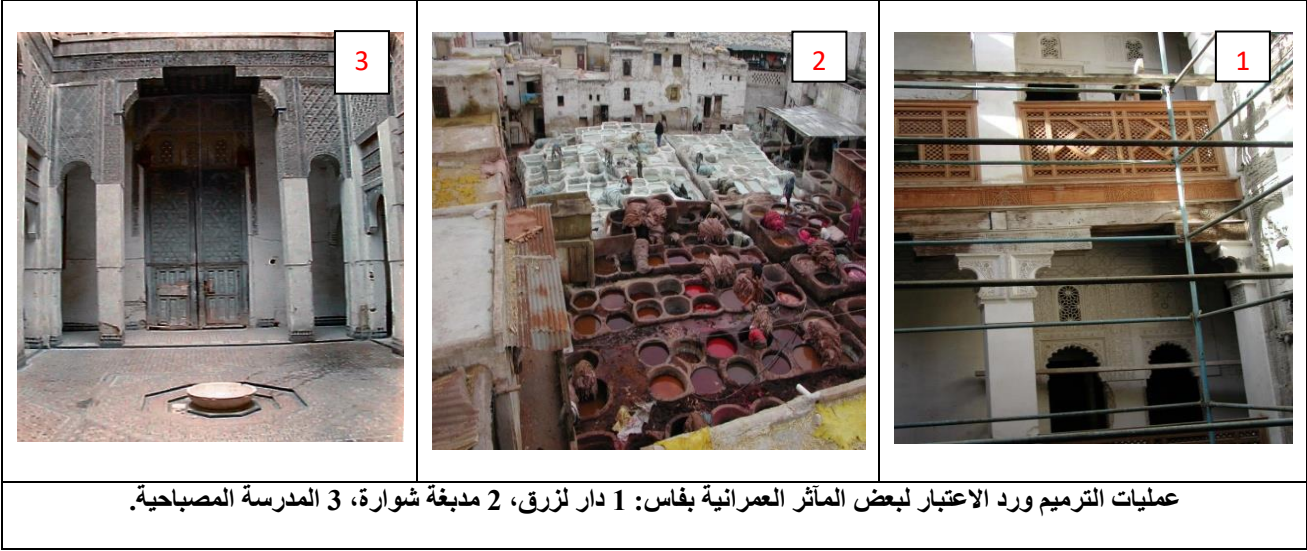 1
2
3
عمليات الترميم ورد الاعتبار لبعض المآثر العمرانية بفاس: 1 دار لزرق، 2 مدبغة شوارة، 3 المدرسة المصباحية.